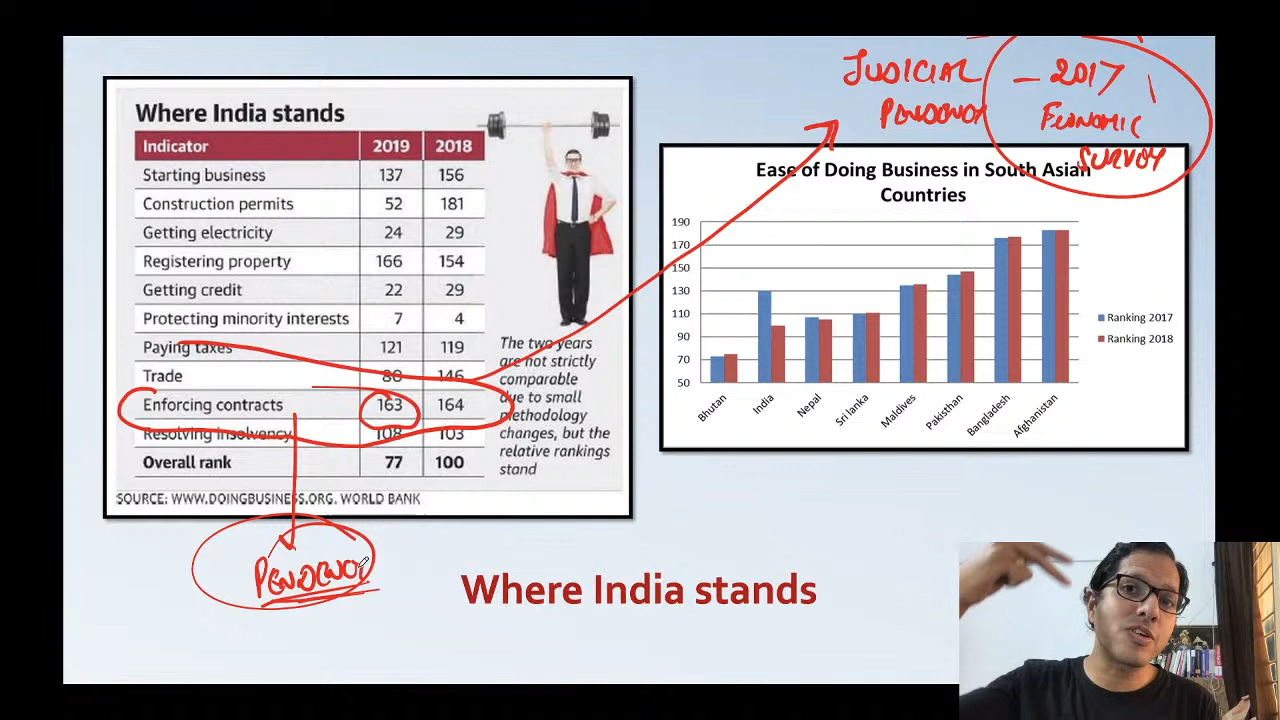 JUDICIAL
PENDENCY
- 2017
ECONOMIC
SURVEY
Where India stands
Indicator 2019 2018
Starting business 137 156
Construction permits 52 181
Getting electricity 24 29
Registering property 166 154
Getting credit 22 29
Protecting minority interests 7 4
Paying taxes 121 119
Trade 80 146
Enforcing contracts 163 164
Resolving insolvency 108 103
Overall rank 77 100
The two years
are not strictly
comparable
due to small
methodology
changes, but the
relative rankings
stand
SOURCE: WWW.DOINGBUSINESS.ORG. WORLD BANK
Ease of Doing Business in South Asian
Countries
190
170
150
130
110
90
70
50
Bhutan
India
Nepal
Sri lanka
Maldives
Pakisthan
Bangladesh
Afghanistan
Ranking 2017
Ranking 2018
PENDENCY
Where India stands